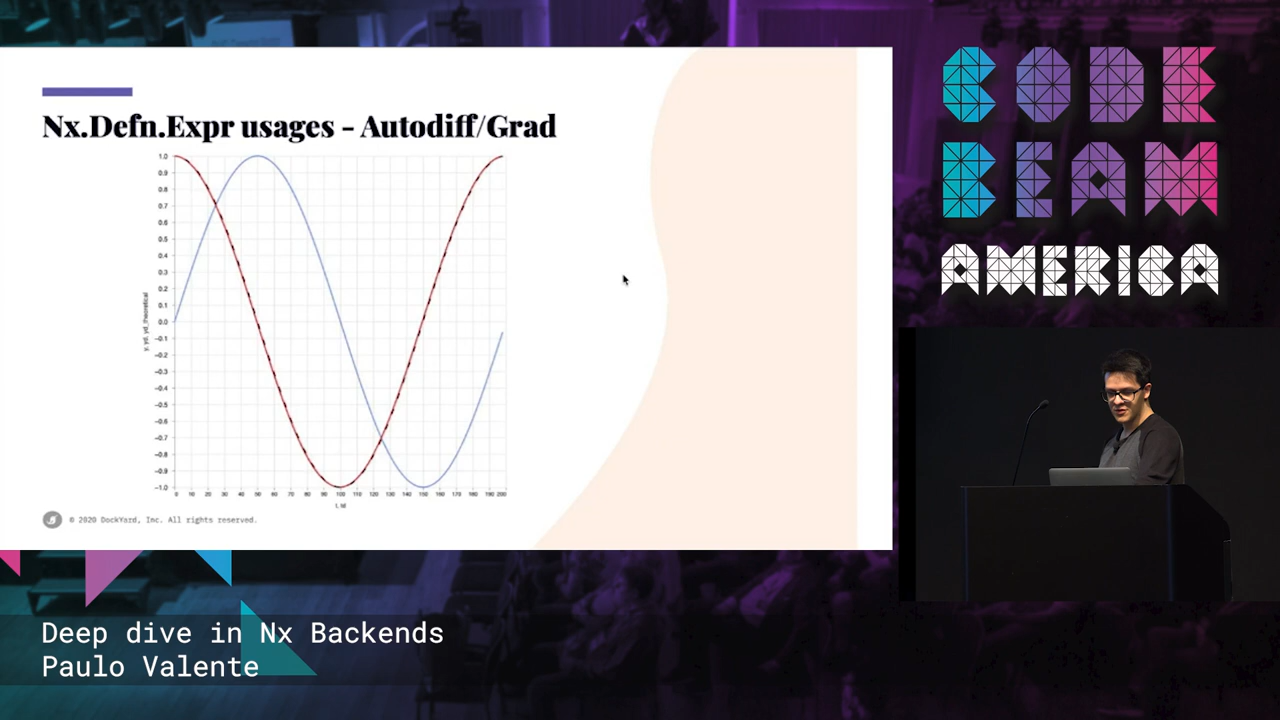 Nx.Defn.Expr usages - Autodiff/Grad
1.0
0.9
0.8
0.7
0.6
0.5
0.4
0.3
0.2
0.1
0.0
-0.1
-0.2
-0.3
-0.4
-0.5
-0.6
-0.7
-0.8
-0.9
-1.0
y, yd, yd_theoretical
0 10 20 30 40 50 60 70 80 90 100 110 120 130 140 150 160 170 180 190 200
© 2020 DockYard, Inc. All rights reserved.
CODE
BEAM
AMERICA
Deep dive in Nx Backends
Paulo Valente